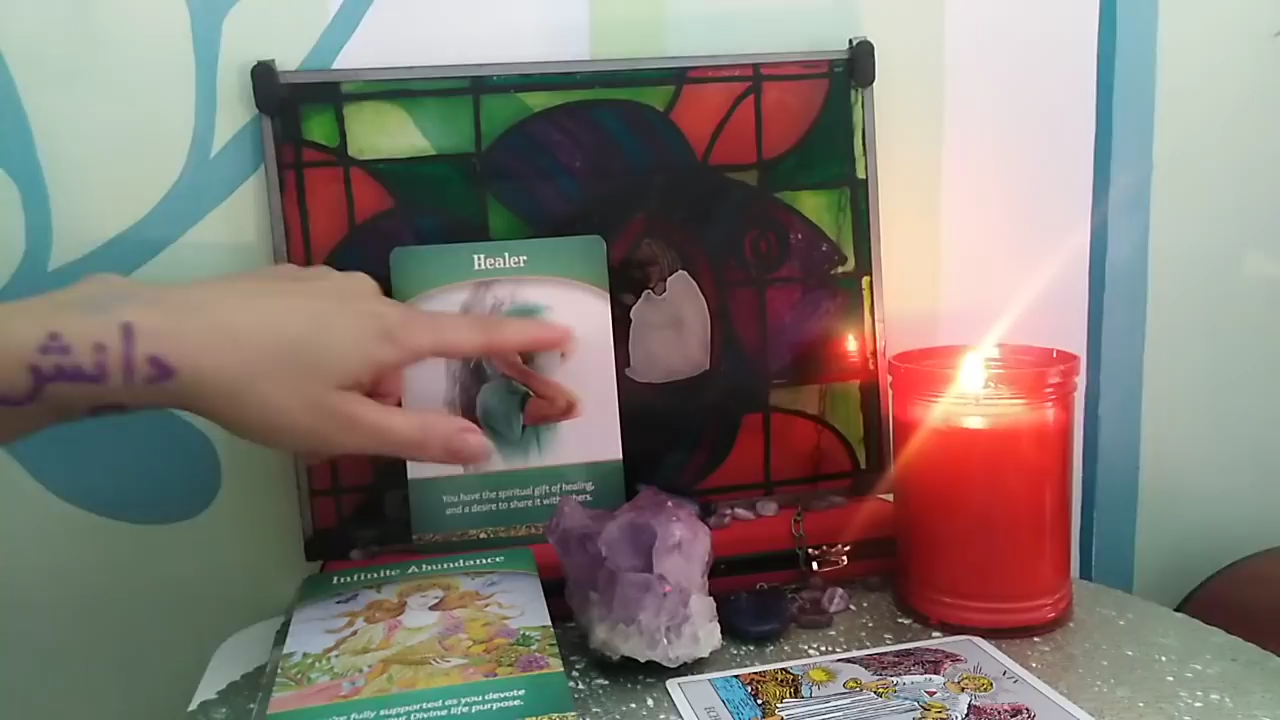 Healer
دانش
You have the spiritual gift of healing,
and a desire to share it with others.
Infinite Abundance
fully supported as you devote
Divine life purpose.
XIV